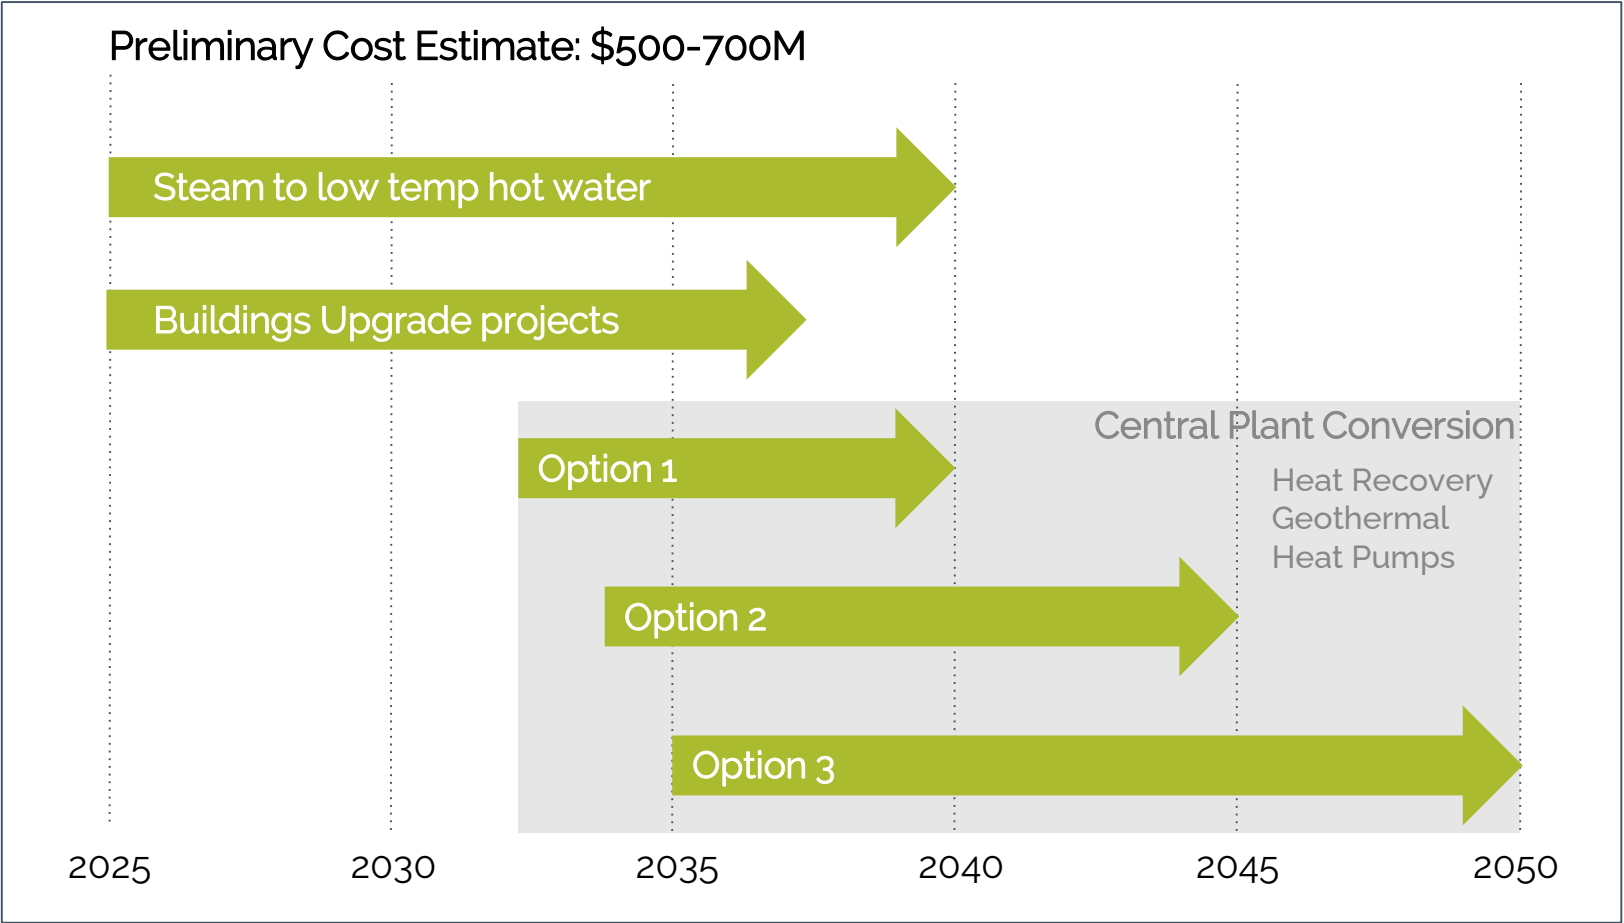 Preliminary Cost Estimate: $500-700M
Steam to low temp hot water
Buildings Upgrade projects
Central Plant Conversion
Option 1
Heat Recovery
Geothermal
Heat Pumps
Option 2
Option 3
2025 2030 2035 2040 2045 2050